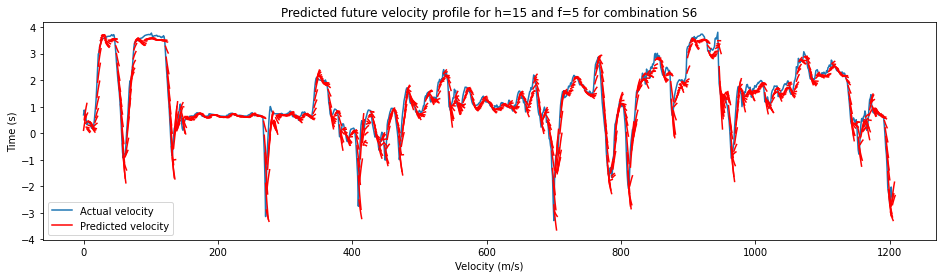 Predicted future velocity profile for h=15 and f=5 for combination S6
4
3
2
1
0
−1
−2
−3
−4
Time (s)
Actual velocity
Predicted velocity
0 200 400 600 800 1000 1200
Velocity (m/s)